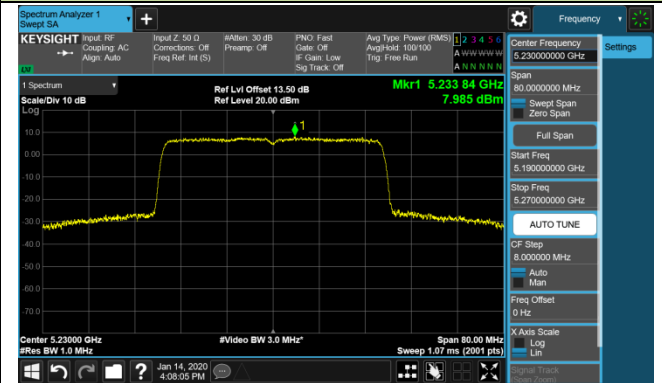 Spectrum Analyzer 1
Swept SA
+
Frequency
KEYSIGHT Input: RF
Coupling: AC
Align: Auto
Input Z: 50 Ω
Corrections: Off
Freq Ref: Int (S)
#Atten: 30 dB
Preamp: Off
PNO: Fast
Gate: Off
IF Gain: Low
Sig Track: Off
Avg Type: Power (RMS)
Avg|Hold: 100/100
Trig: Free Run
1 2 3 4 5 6
A W W W W W
A N N N N N
1 Spectrum
Scale/Div 10 dB
Log
Ref Lvl Offset 13.50 dB
Ref Level 20.00 dBm
Mkr1 5.233 84 GHz
7.985 dBm
1
10.0
0.00
-10.0
-20.0
-30.0
-40.0
-50.0
-60.0
-70.0
Center 5.23000 GHz
#Res BW 1.0 MHz
#Video BW 3.0 MHz*
Span 80.00 MHz
Sweep 1.07 ms (2001 pts)
?
Jan 14, 2020
4:08:05 PM
Center Frequency
5.230000000 GHz
Settings
Span
80.0000000 MHz
Swept Span
Zero Span
Full Span
Start Freq
5.190000000 GHz
Stop Freq
5.270000000 GHz
AUTO TUNE
CF Step
8.000000 MHz
Auto
Man
Freq Offset
0 Hz
X Axis Scale
Log
Lin
Signal Track
(Span Zoom)